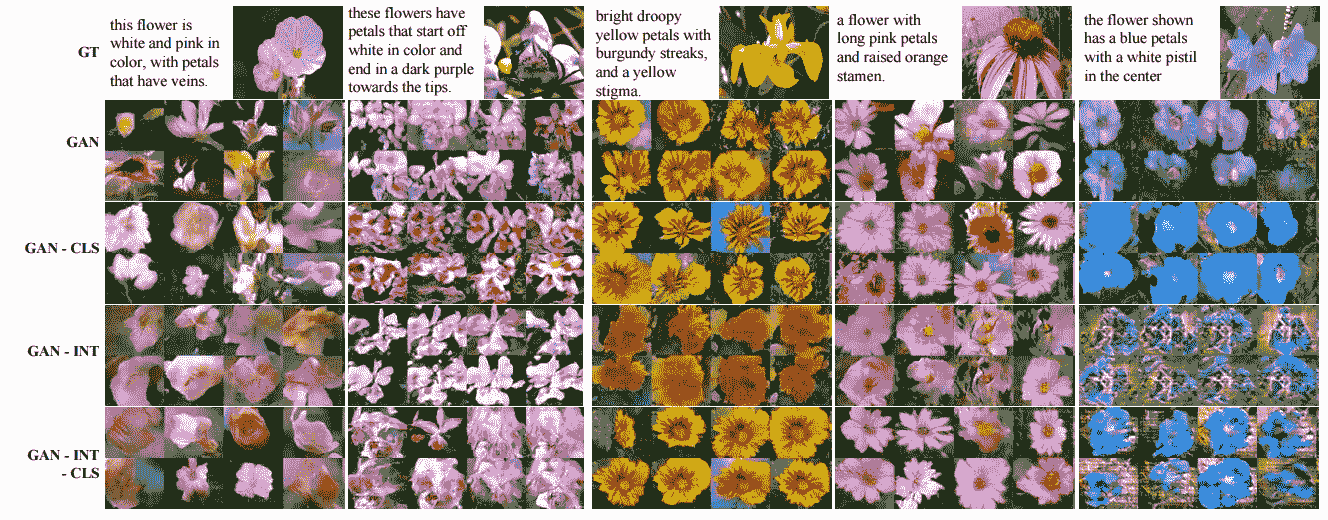 GT
this flower is
white and pink in
color, with petals
that have veins.
these flowers have
petals that start off
white in color and
end in a dark purple
towards the tips.
bright droopy
yellow petals with
burgundy streaks,
and a yellow
stigma.
a flower with
long pink petals
and raised orange
stamen.
the flower shown
has a blue petals
with a white pistil
in the center
GAN
GAN - CLS
GAN - INT
GAN - INT
- CLS